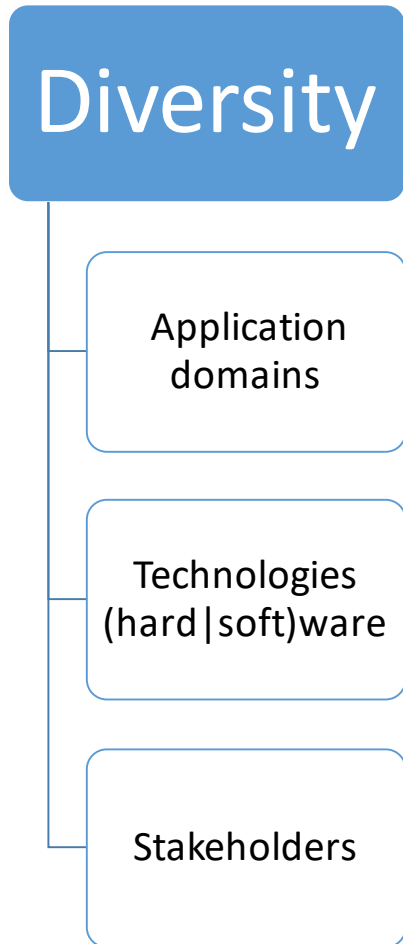 Diversity
Application
domains
Technologies
(hard|soft)ware
Stakeholders